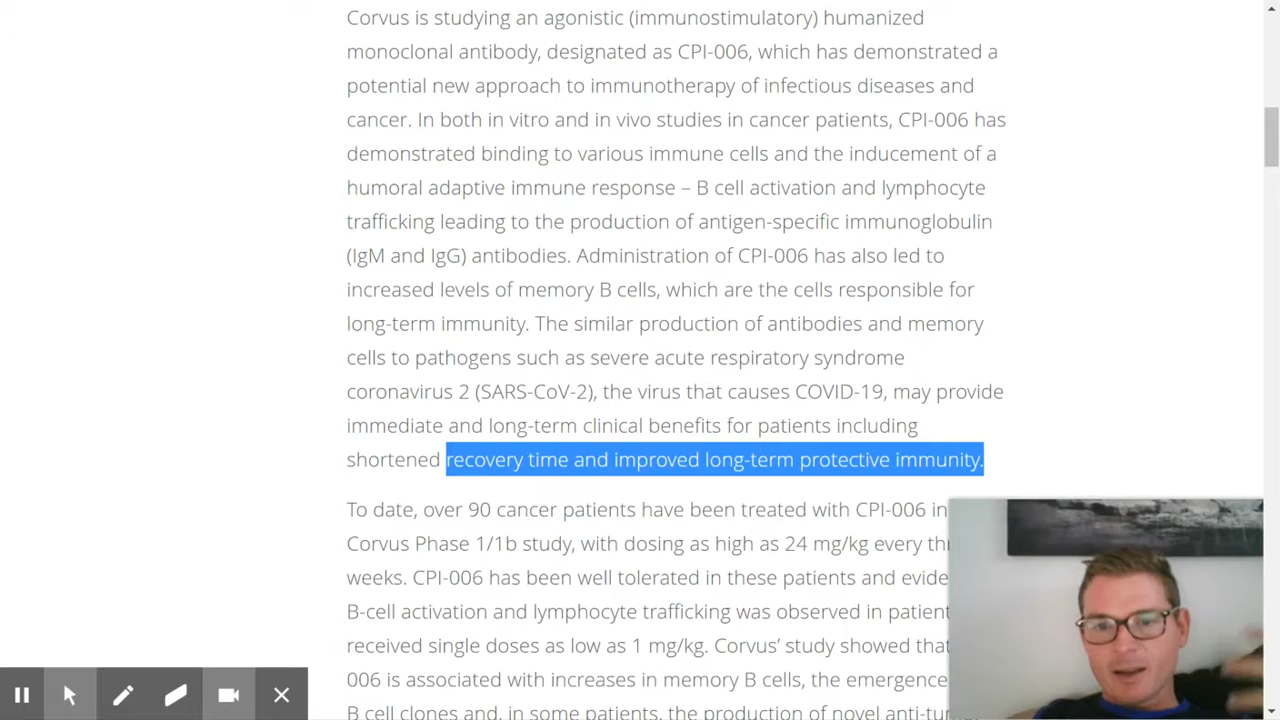 Corvus is studying an agonistic (immunostimulatory) humanized
monoclonal antibody, designated as CPI-006, which has demonstrated a
potential new approach to immunotherapy of infectious diseases and
cancer. In both in vitro and in vivo studies in cancer patients, CPI-006 has
demonstrated binding to various immune cells and the inducement of a
humoral adaptive immune response – B cell activation and lymphocyte
trafficking leading to the production of antigen-specific immunoglobulin
(IgM and IgG) antibodies. Administration of CPI-006 has also led to
increased levels of memory B cells, which are the cells responsible for
long-term immunity. The similar production of antibodies and memory
cells to pathogens such as severe acute respiratory syndrome
coronavirus 2 (SARS-CoV-2), the virus that causes COVID-19, may provide
immediate and long-term clinical benefits for patients including
shortened recovery time and improved long-term protective immunity.
To date, over 90 cancer patients have been treated with CPI-006 in
Corvus Phase 1/1b study, with dosing as high as 24 mg/kg every
weeks. CPI-006 has been well tolerated in these patients and
B-cell activation and lymphocyte trafficking was observed in
received single doses as low as 1 mg/kg. Corvus’ study showed that
006 is associated with increases in memory B cells, the emergence
B cell clones and, in some patients, the production of novel